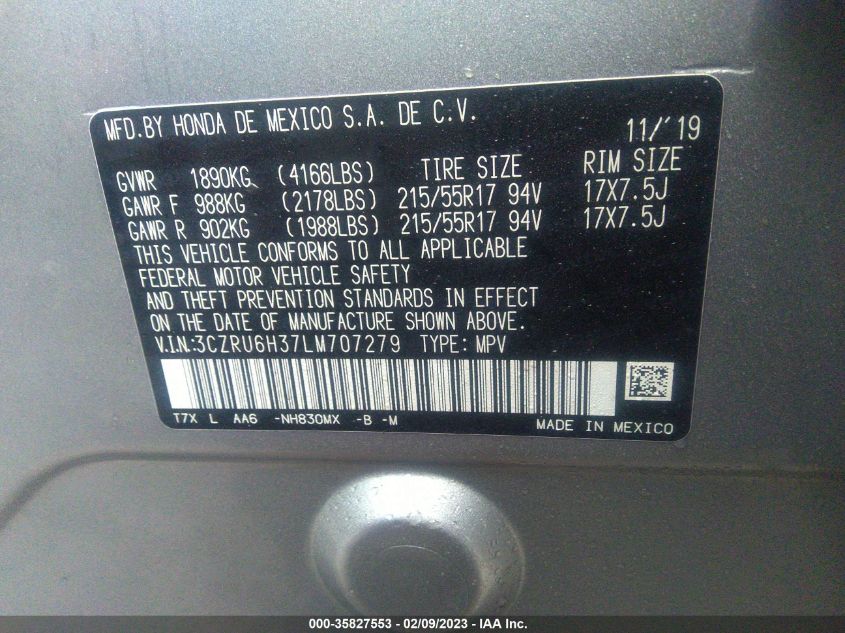 MFD.BY HONDA DE MEXICO S.A. DE C.V. 11/'19
GVWR 1890KG (4166LBS) TIRE SIZE RIM SIZE
GAWR F 988KG (2178LBS) 215/55R17 94V 17X7.5J
GAWR R 902KG (1988LBS) 215/55R17 94V 17X7.5J
THIS VEHICLE CONFORMS TO ALL APPLICABLE
FEDERAL MOTOR VEHICLE SAFETY
AND THEFT PREVENTION STANDARDS IN EFFECT
ON THE DATE OF MANUFACTURE SHOWN ABOVE.
V.I.N.:3CZRU6H37LM707279 TYPE: MPV
T7X L AA6 -NH830MX -B -M MADE IN MEXICO
000-35827553 — 02/09/2023 — IAA Inc.